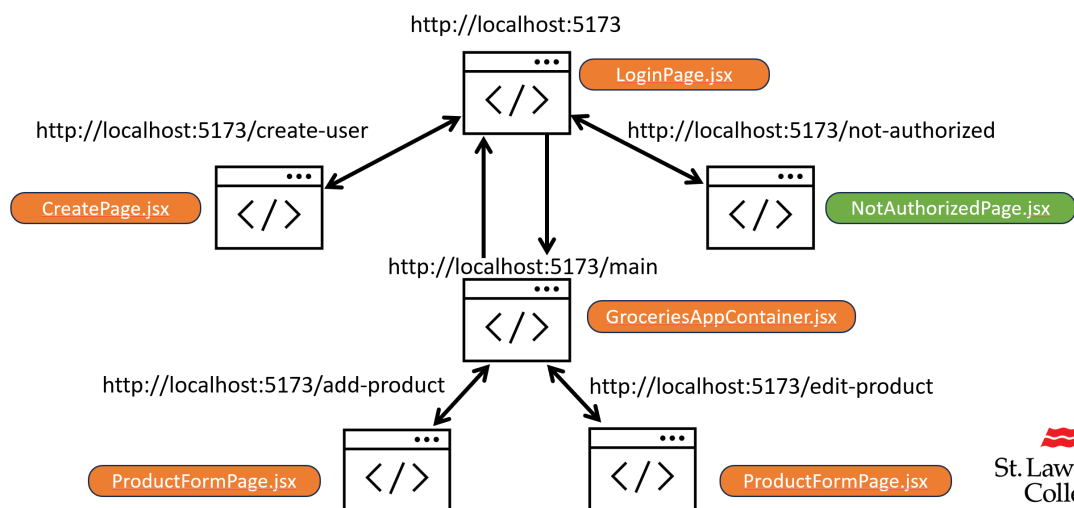 http://localhost:5173
LoginPage.jsx
http://localhost:5173/create-user
http://localhost:5173/not-authorized
CreatePage.jsx
NotAuthorizedPage.jsx
http://localhost:5173/main
GroceriesAppContainer.jsx
http://localhost:5173/add-product
http://localhost:5173/edit-product
ProductFormPage.jsx
ProductFormPage.jsx
St.